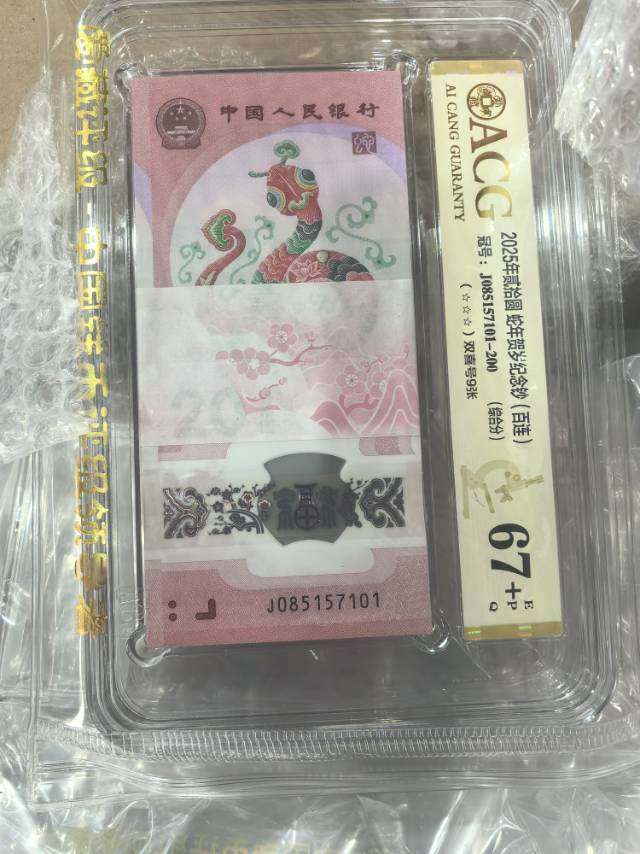 中国人民银行
20
J085157101
ACG
AI CANG GUARANTY
2025年贰拾圆 蛇年贺岁纪念钞（百连）
冠号：J085157101-200 （综合分）
（☆☆☆）双喜号9张
67+
EPQ